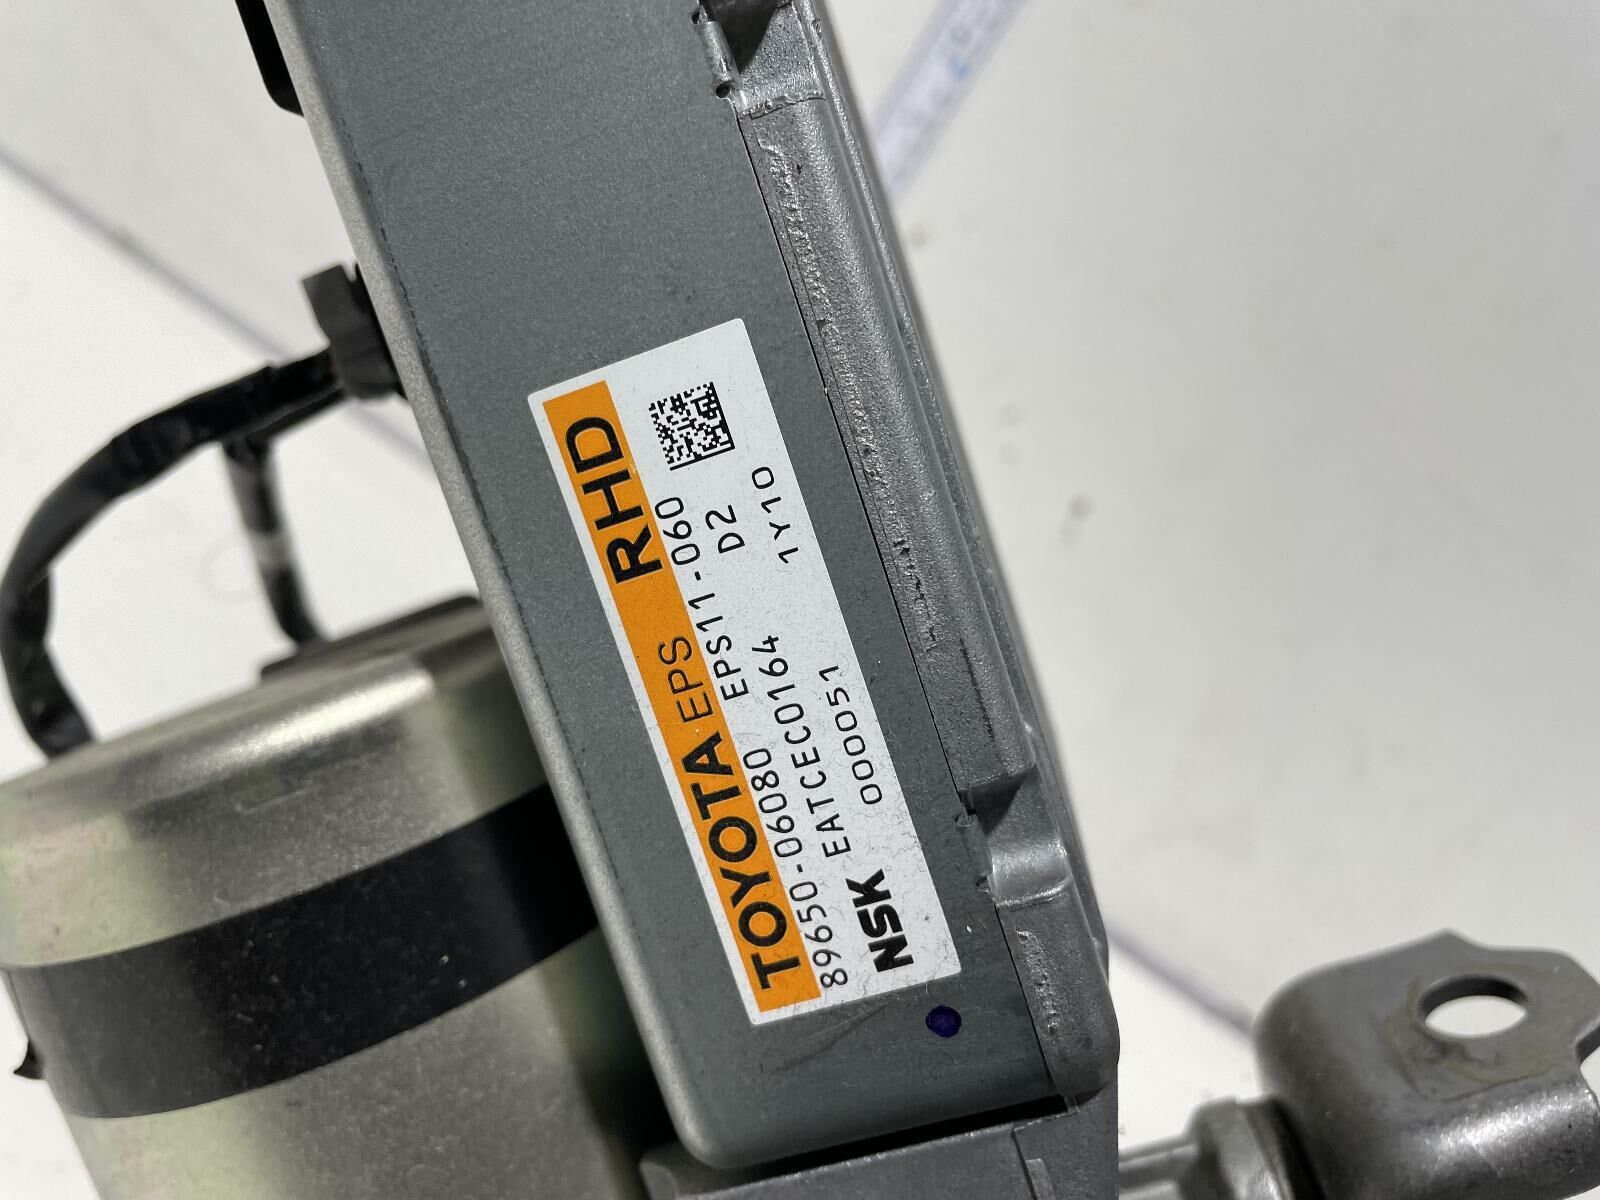 TOYOTA EPS RHD
89650-06080 EPS11-060
EATCEC0164 D2
NSK 000051 1Y10